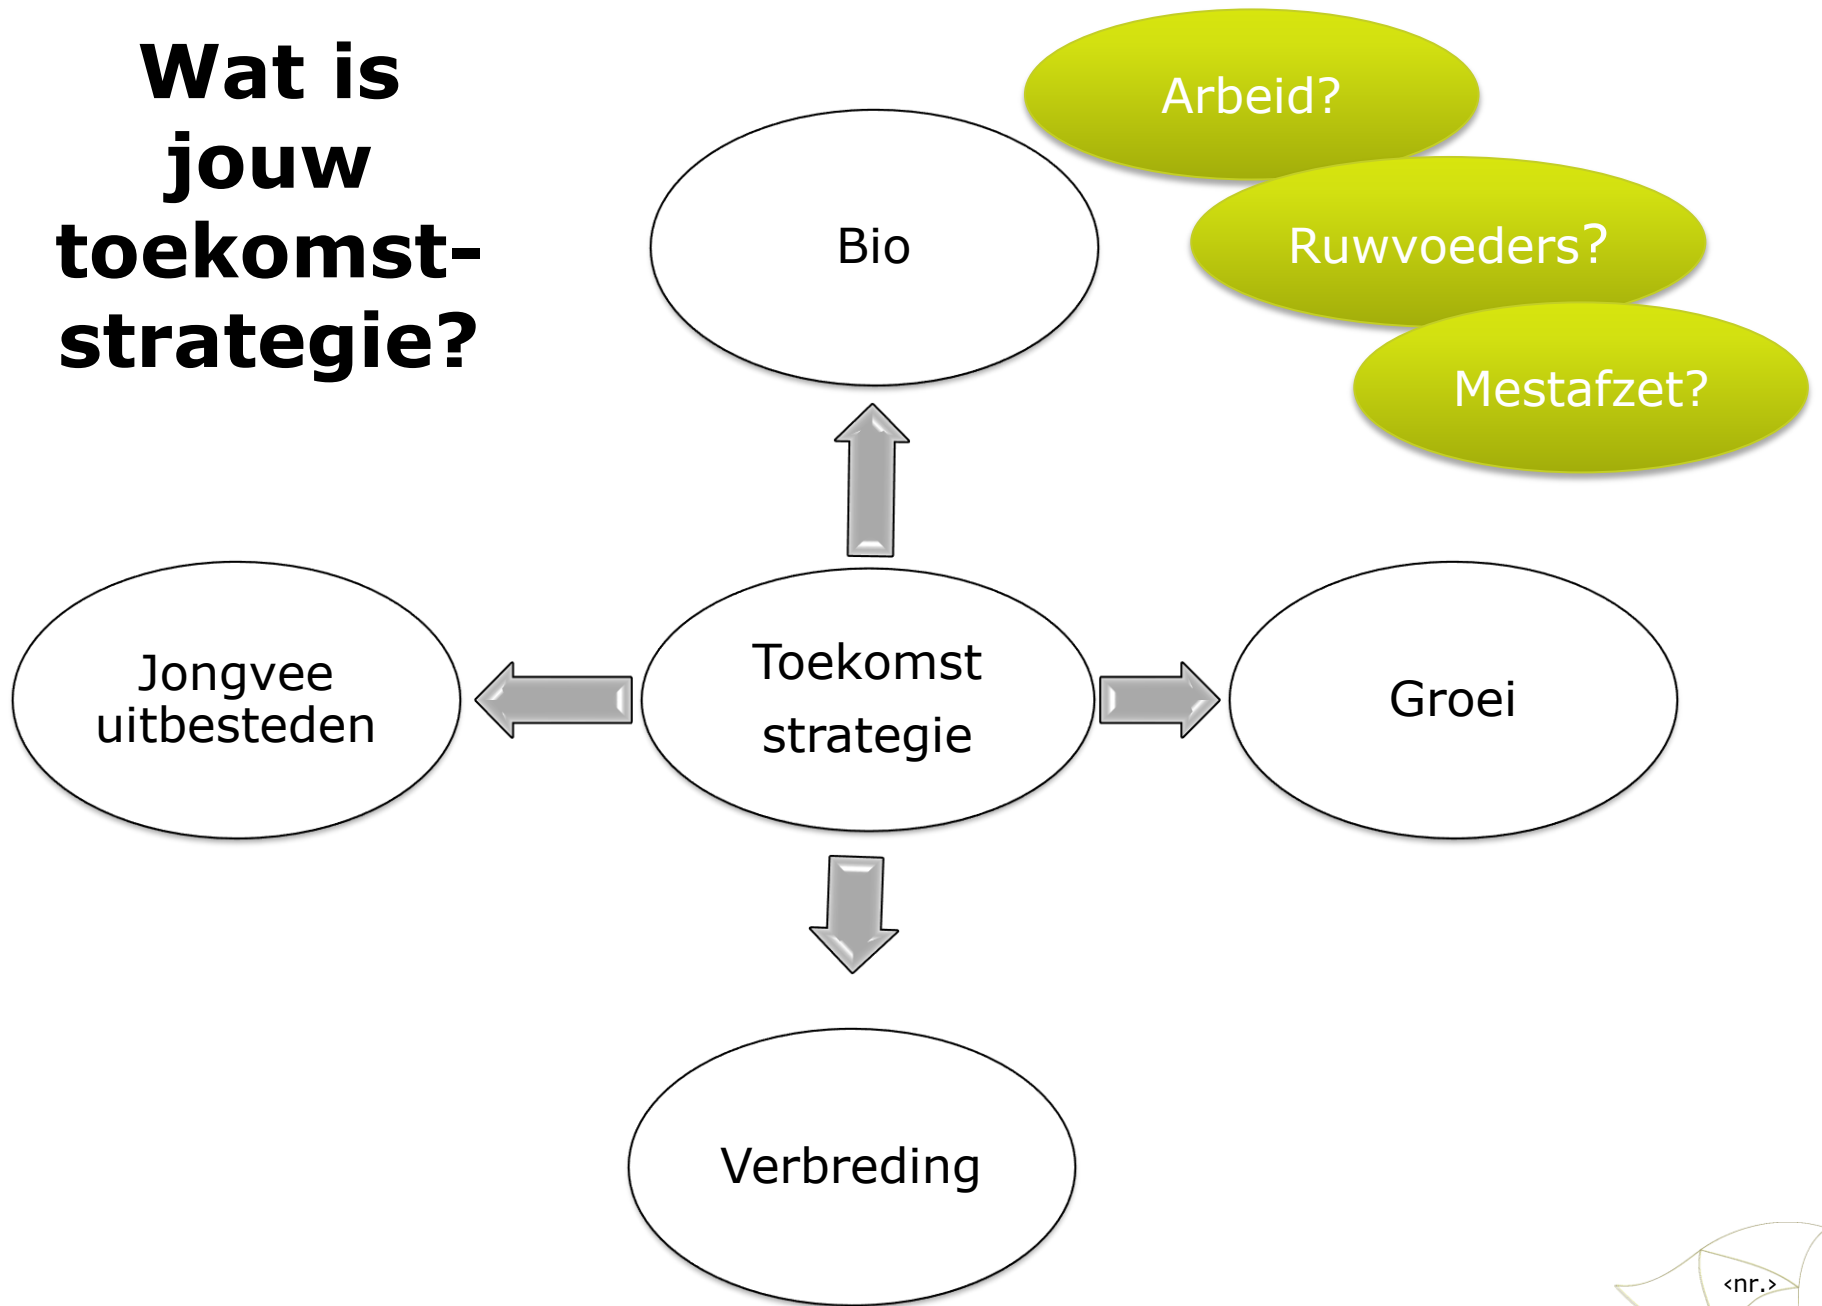 Wat is
jouw
toekomst-
strategie?
Arbeid?
Ruwvoeders?
Mestafzet?
Bio
Jongvee
uitbesteden
Toekomst
strategie
Groei
Verbreding
‹nr.›